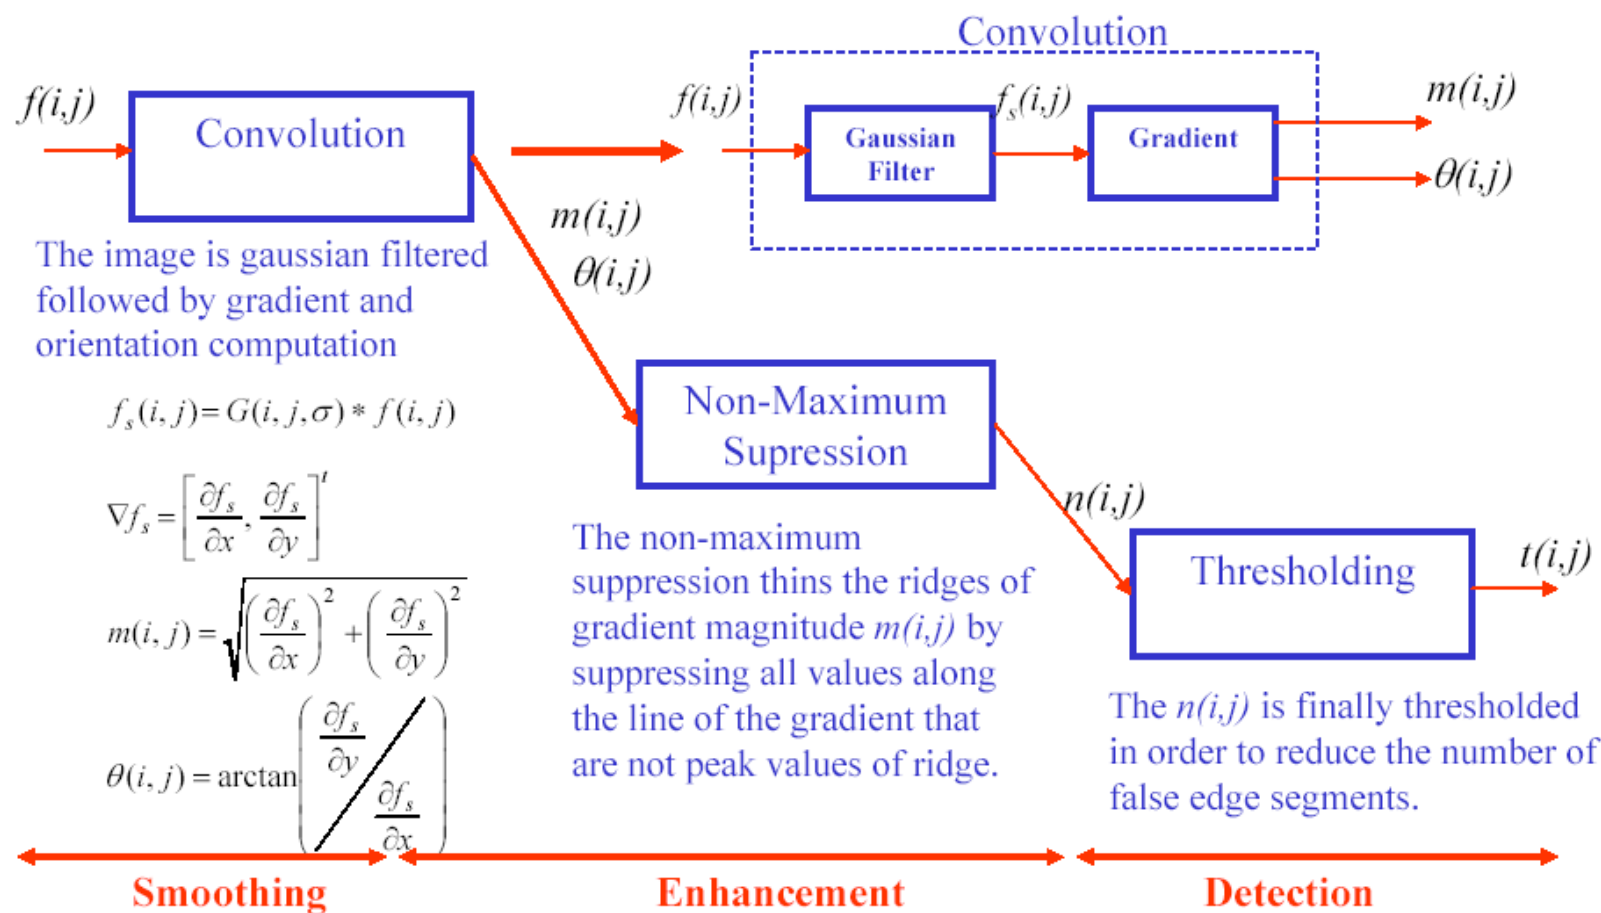 Convolution
f(i,j)
Convolution
f(i,j)
Gaussian
Filter
f_s(i,j)
Gradient
m(i,j)
θ(i,j)
m(i,j)
θ(i,j)
The image is gaussian filtered
followed by gradient and
orientation computation
f_s(i, j)=G(i, j,σ)* f(i, j)
∇f_s = [∂f_s/∂x, ∂f_s/∂y]^t
m(i, j) = √((∂f_s/∂x)^2 + (∂f_s/∂y)^2)
θ(i, j) = arctan(∂f_s/∂y / ∂f_s/∂x)
Non-Maximum
Supression
n(i,j)
The non-maximum
suppression thins the ridges of
gradient magnitude m(i,j) by
suppressing all values along
the line of the gradient that
are not peak values of ridge.
Thresholding
t(i,j)
The n(i,j) is finally thresholded
in order to reduce the number of
false edge segments.
Smoothing
Enhancement
Detection